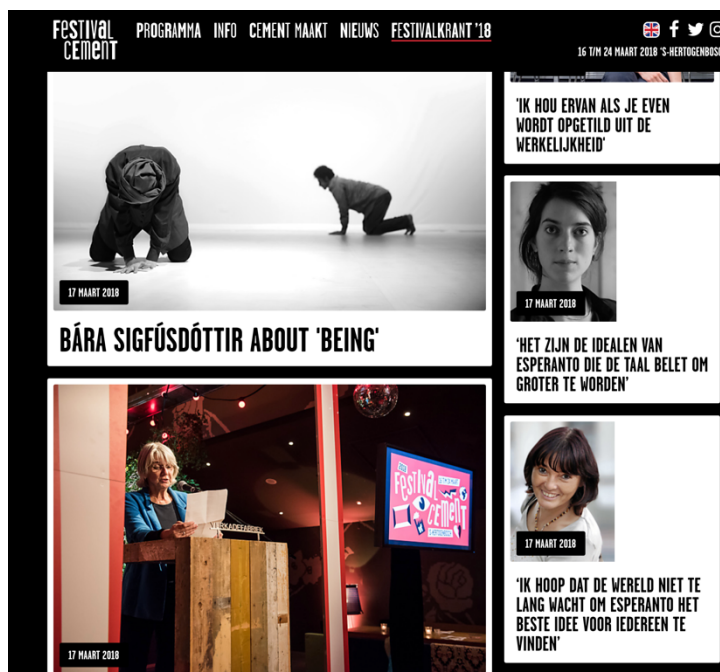 FESTIVAL
CEMENT
PROGRAMMA INFO CEMENT MAAKT NIEUWS FESTIVALKRANT '18
16 T/M 24 MAART 2018 'S-HERTOGENBOS
17 MAART 2018
BÁRA SIGFÚSDÓTTIR ABOUT 'BEING'
VERKADEFABRIEK
FESTIVAL
CEMENT
17 MAART 2018
'IK HOU ERVAN ALS JE EVEN
WORDT OPGETILD UIT DE
WERKELIJKHEID'
17 MAART 2018
'HET ZIJN DE IDEALEN VAN
ESPERANTO DIE DE TAAL BELET OM
GROTER TE WORDEN'
17 MAART 2018
'IK HOOP DAT DE WERELD NIET TE
LANG WACHT OM ESPERANTO HET
BESTE IDEE VOOR IEDEREEN TE
VINDEN'